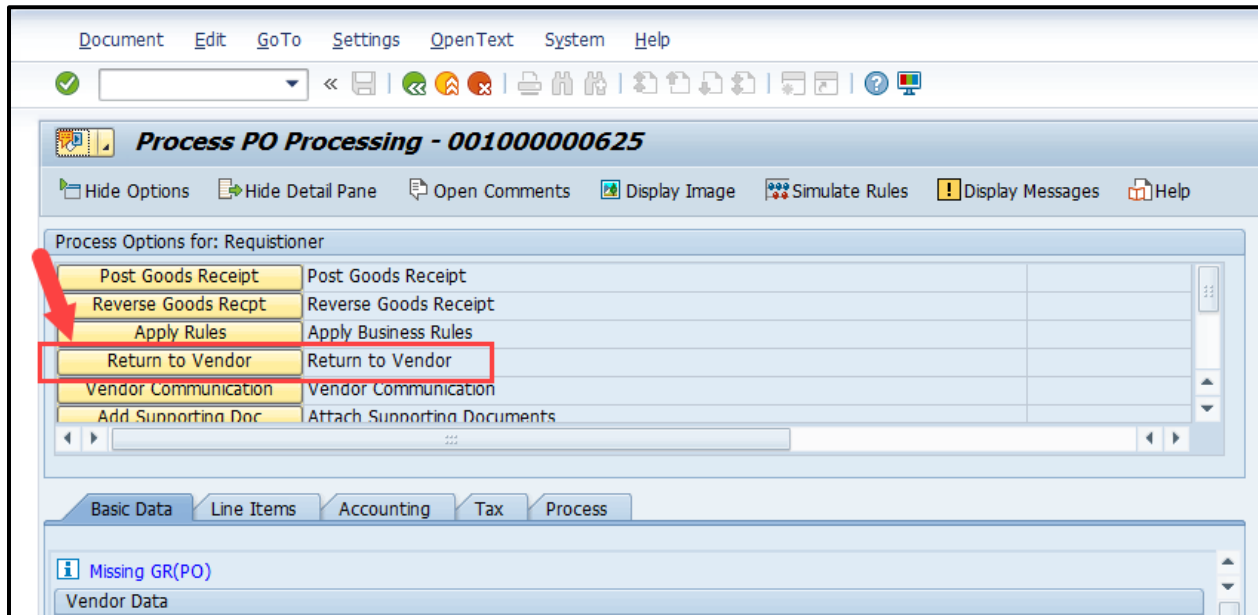 Document Edit GoTo Settings OpenText System Help
Process PO Processing - 001000000625
Hide Options Hide Detail Pane Open Comments Display Image Simulate Rules Display Messages Help
Process Options for: Requistioner
Post Goods Receipt Post Goods Receipt
Reverse Goods Recpt Reverse Goods Receipt
Apply Rules Apply Business Rules
Return to Vendor Return to Vendor
Vendor Communication Vendor Communication
Add Supporting Doc Attach Supporting Documents
Basic Data Line Items Accounting Tax Process
Missing GR(PO)
Vendor Data